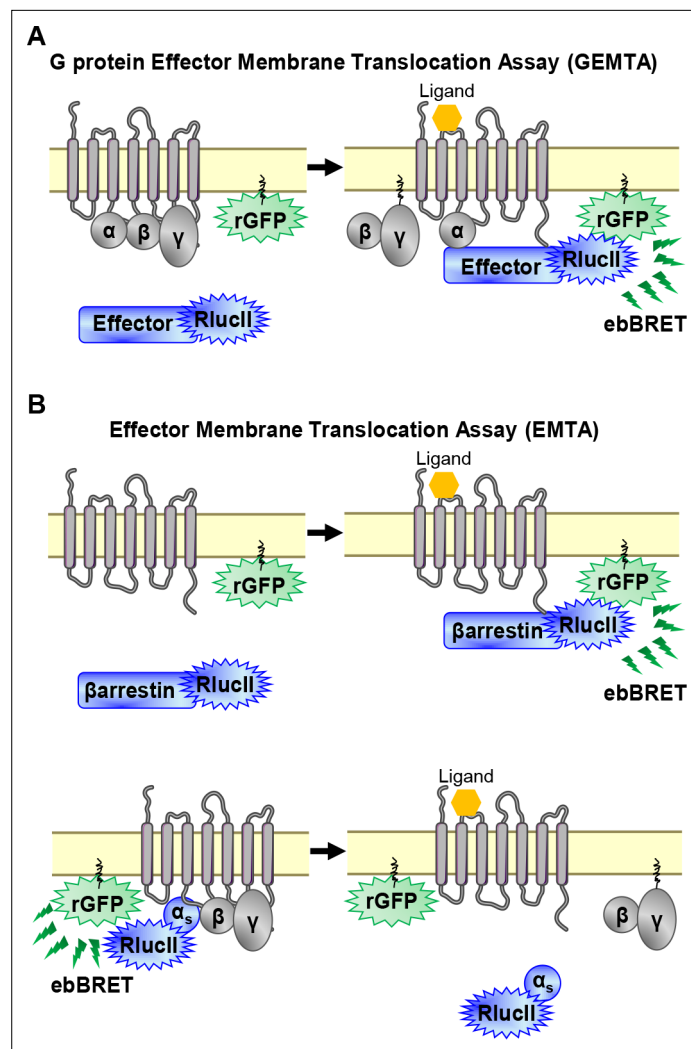 A
G protein Effector Membrane Translocation Assay (GEMTA)
Ligand
rGFP
α β γ
Effector RlucII
β γ
α
rGFP
Effector RlucII
ebBRET
B
Effector Membrane Translocation Assay (EMTA)
Ligand
rGFP
βarrestin RlucII
rGFP
βarrestin RlucII
ebBRET
Ligand
rGFP
αs β γ
RlucII
ebBRET
rGFP
β γ
αs
RlucII